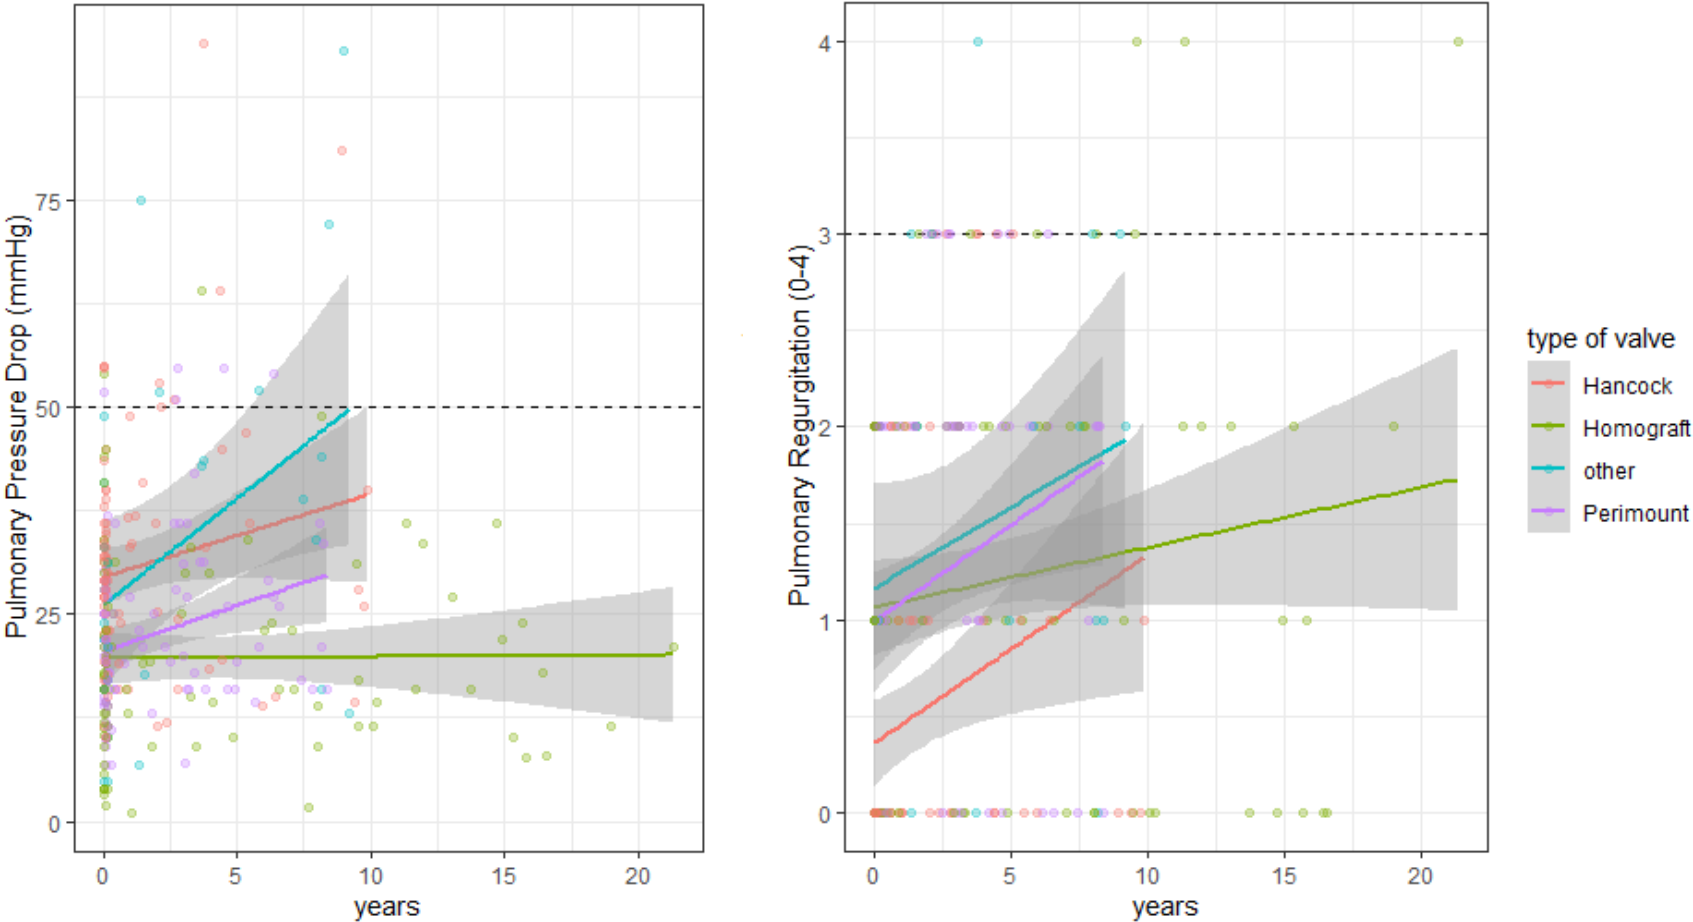 Pulmonary Pressure Drop (mmHg)
75
50
25
0
0 5 10 15 20
years
Pulmonary Regurgitation (0-4)
4
3
2
1
0
0 5 10 15 20
years
type of valve
Hancock
Homograft
other
Perimount